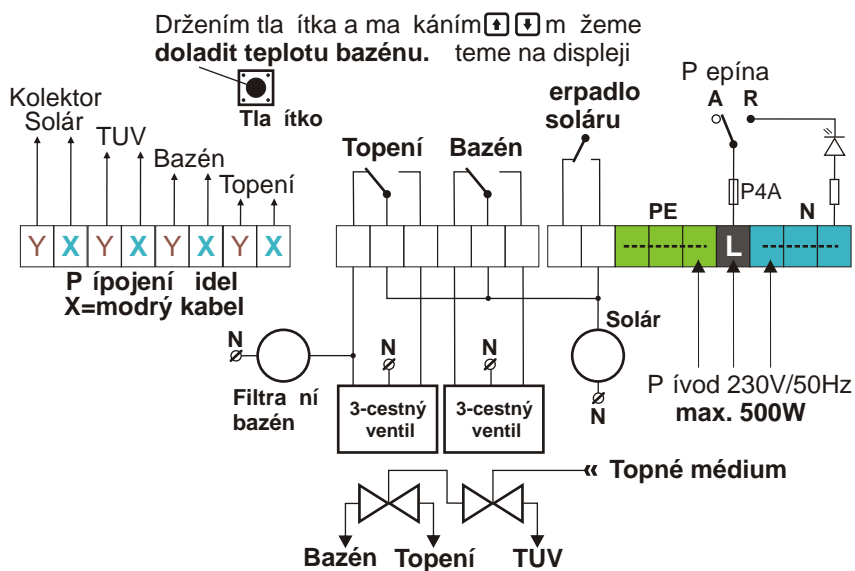 Držením tla ítka a ma káním m žeme
doladit teplotu bazénu. teme na displeji
Tla ítko
Kolektor
Solár
TUV
Bazén
Topení
Y X Y X Y X Y X
P ípojení idel
X=modrý kabel
Topení
Bazén
erpadlo
soláru
P epína
A R
P4A
PE
L
N
N
Filtra ní
bazén
N
3-cestný
ventil
N
3-cestný
ventil
Solár
N
P ívod 230V/50Hz
max. 500W
« Topné médium
Bazén Topení TUV